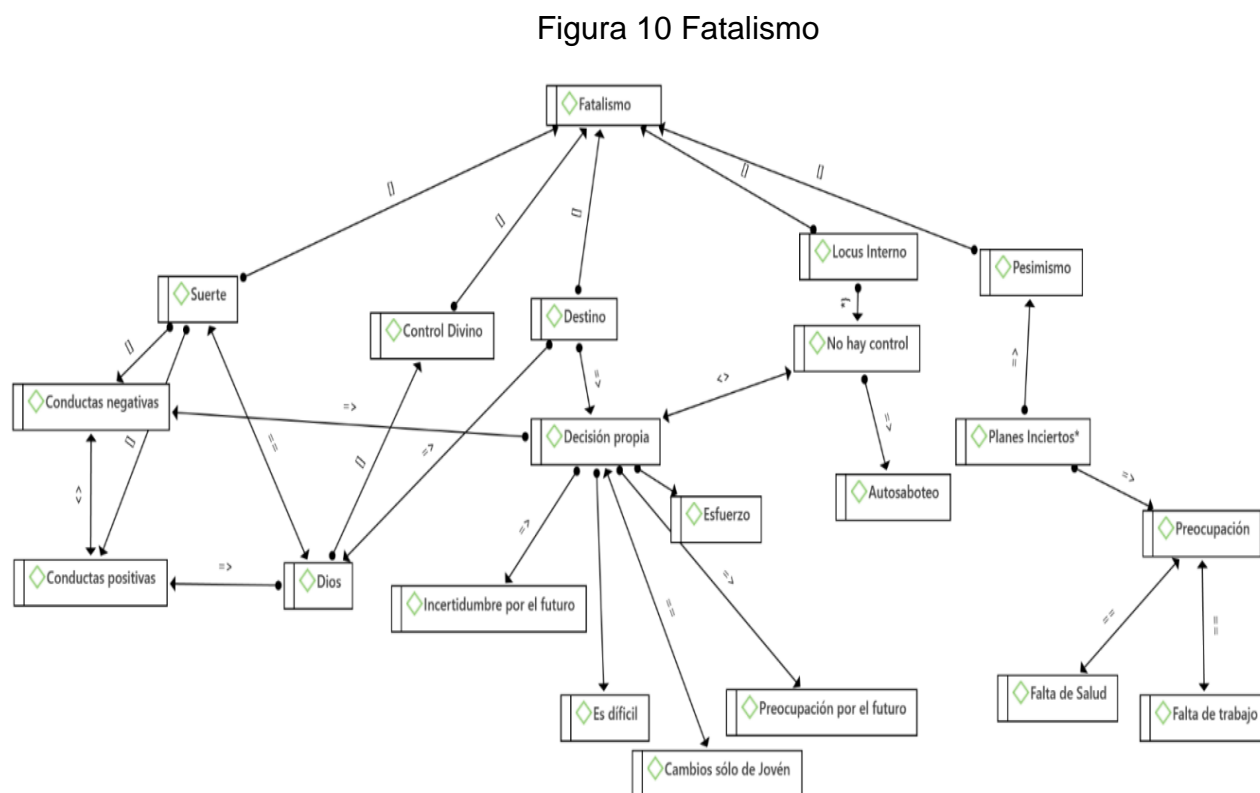 Figura 10 Fatalismo
Fatalismo
[]
[]
[]
[]
[]
Locus Interno
Pesimismo
Suerte
*}
Control Divino
Destino
No hay control
[]
=>
<>
=>
Conductas negativas
=>
Decisión propia
=>
Planes Inciertos*
[]
==
=>
=>
[]
Autosaboteo
<>
Esfuerzo
Preocupación
=>
=>
Conductas positivas
=>
Dios
Incertidumbre por el futuro
==
==
==
Falta de Salud
Es díficil
Preocupación por el futuro
Falta de trabajo
Cambios sólo de Jovén